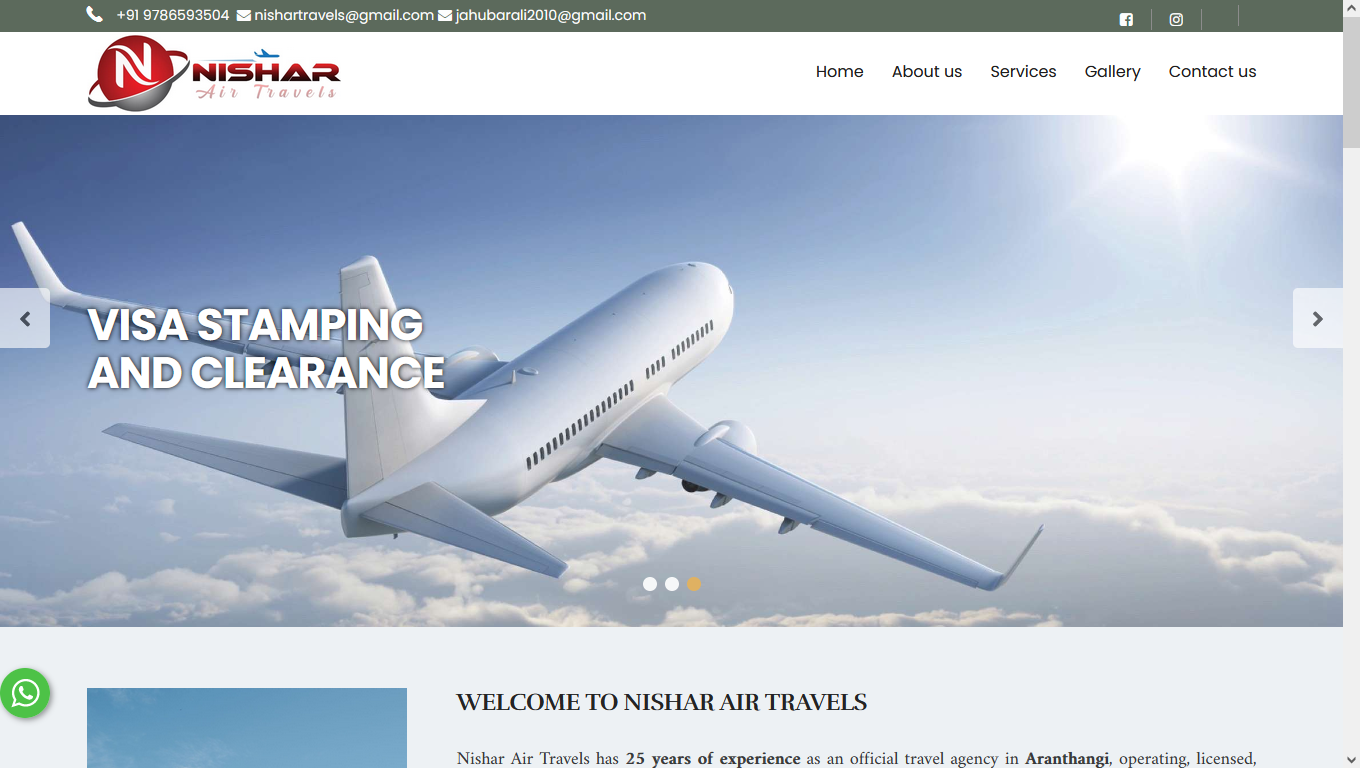 +91 9786593504 nishartravels@gmail.com jahubarali2010@gmail.com
N NISHAR
Air Travels
Home About us Services Gallery Contact us
VISA STAMPING
AND CLEARANCE
WELCOME TO NISHAR AIR TRAVELS
Nishar Air Travels has 25 years of experience as an official travel agency in Aranthangi, operating, licensed,